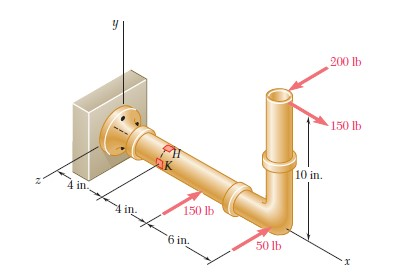 y
200 lb
150 lb
H
K
z
4 in.
10 in.
4 in.
150 lb
6 in.
50 lb
x